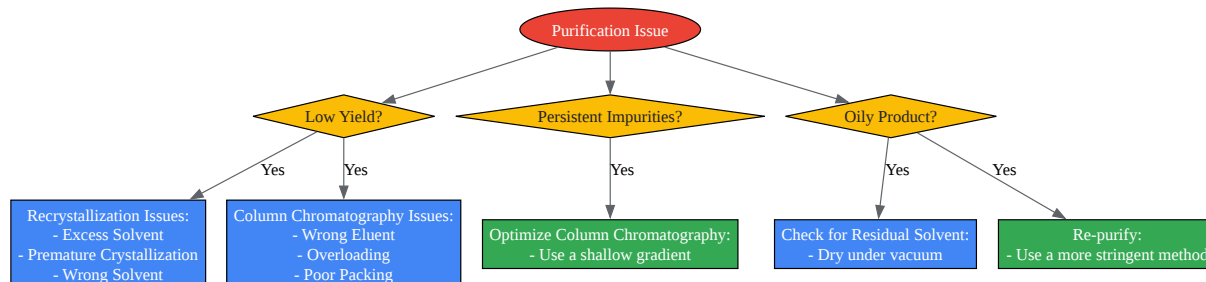 Purification Issue
Low Yield?
Persistent Impurities?
Oily Product?
Yes
Yes
Yes
Yes
Yes
Recrystallization Issues:
- Excess Solvent
- Premature Crystallization
- Wrong Solvent
Column Chromatography Issues:
- Wrong Eluent
- Overloading
- Poor Packing
Optimize Column Chromatography:
- Use a shallow gradient
Check for Residual Solvent:
- Dry under vacuum
Re-purify:
- Use a more stringent method